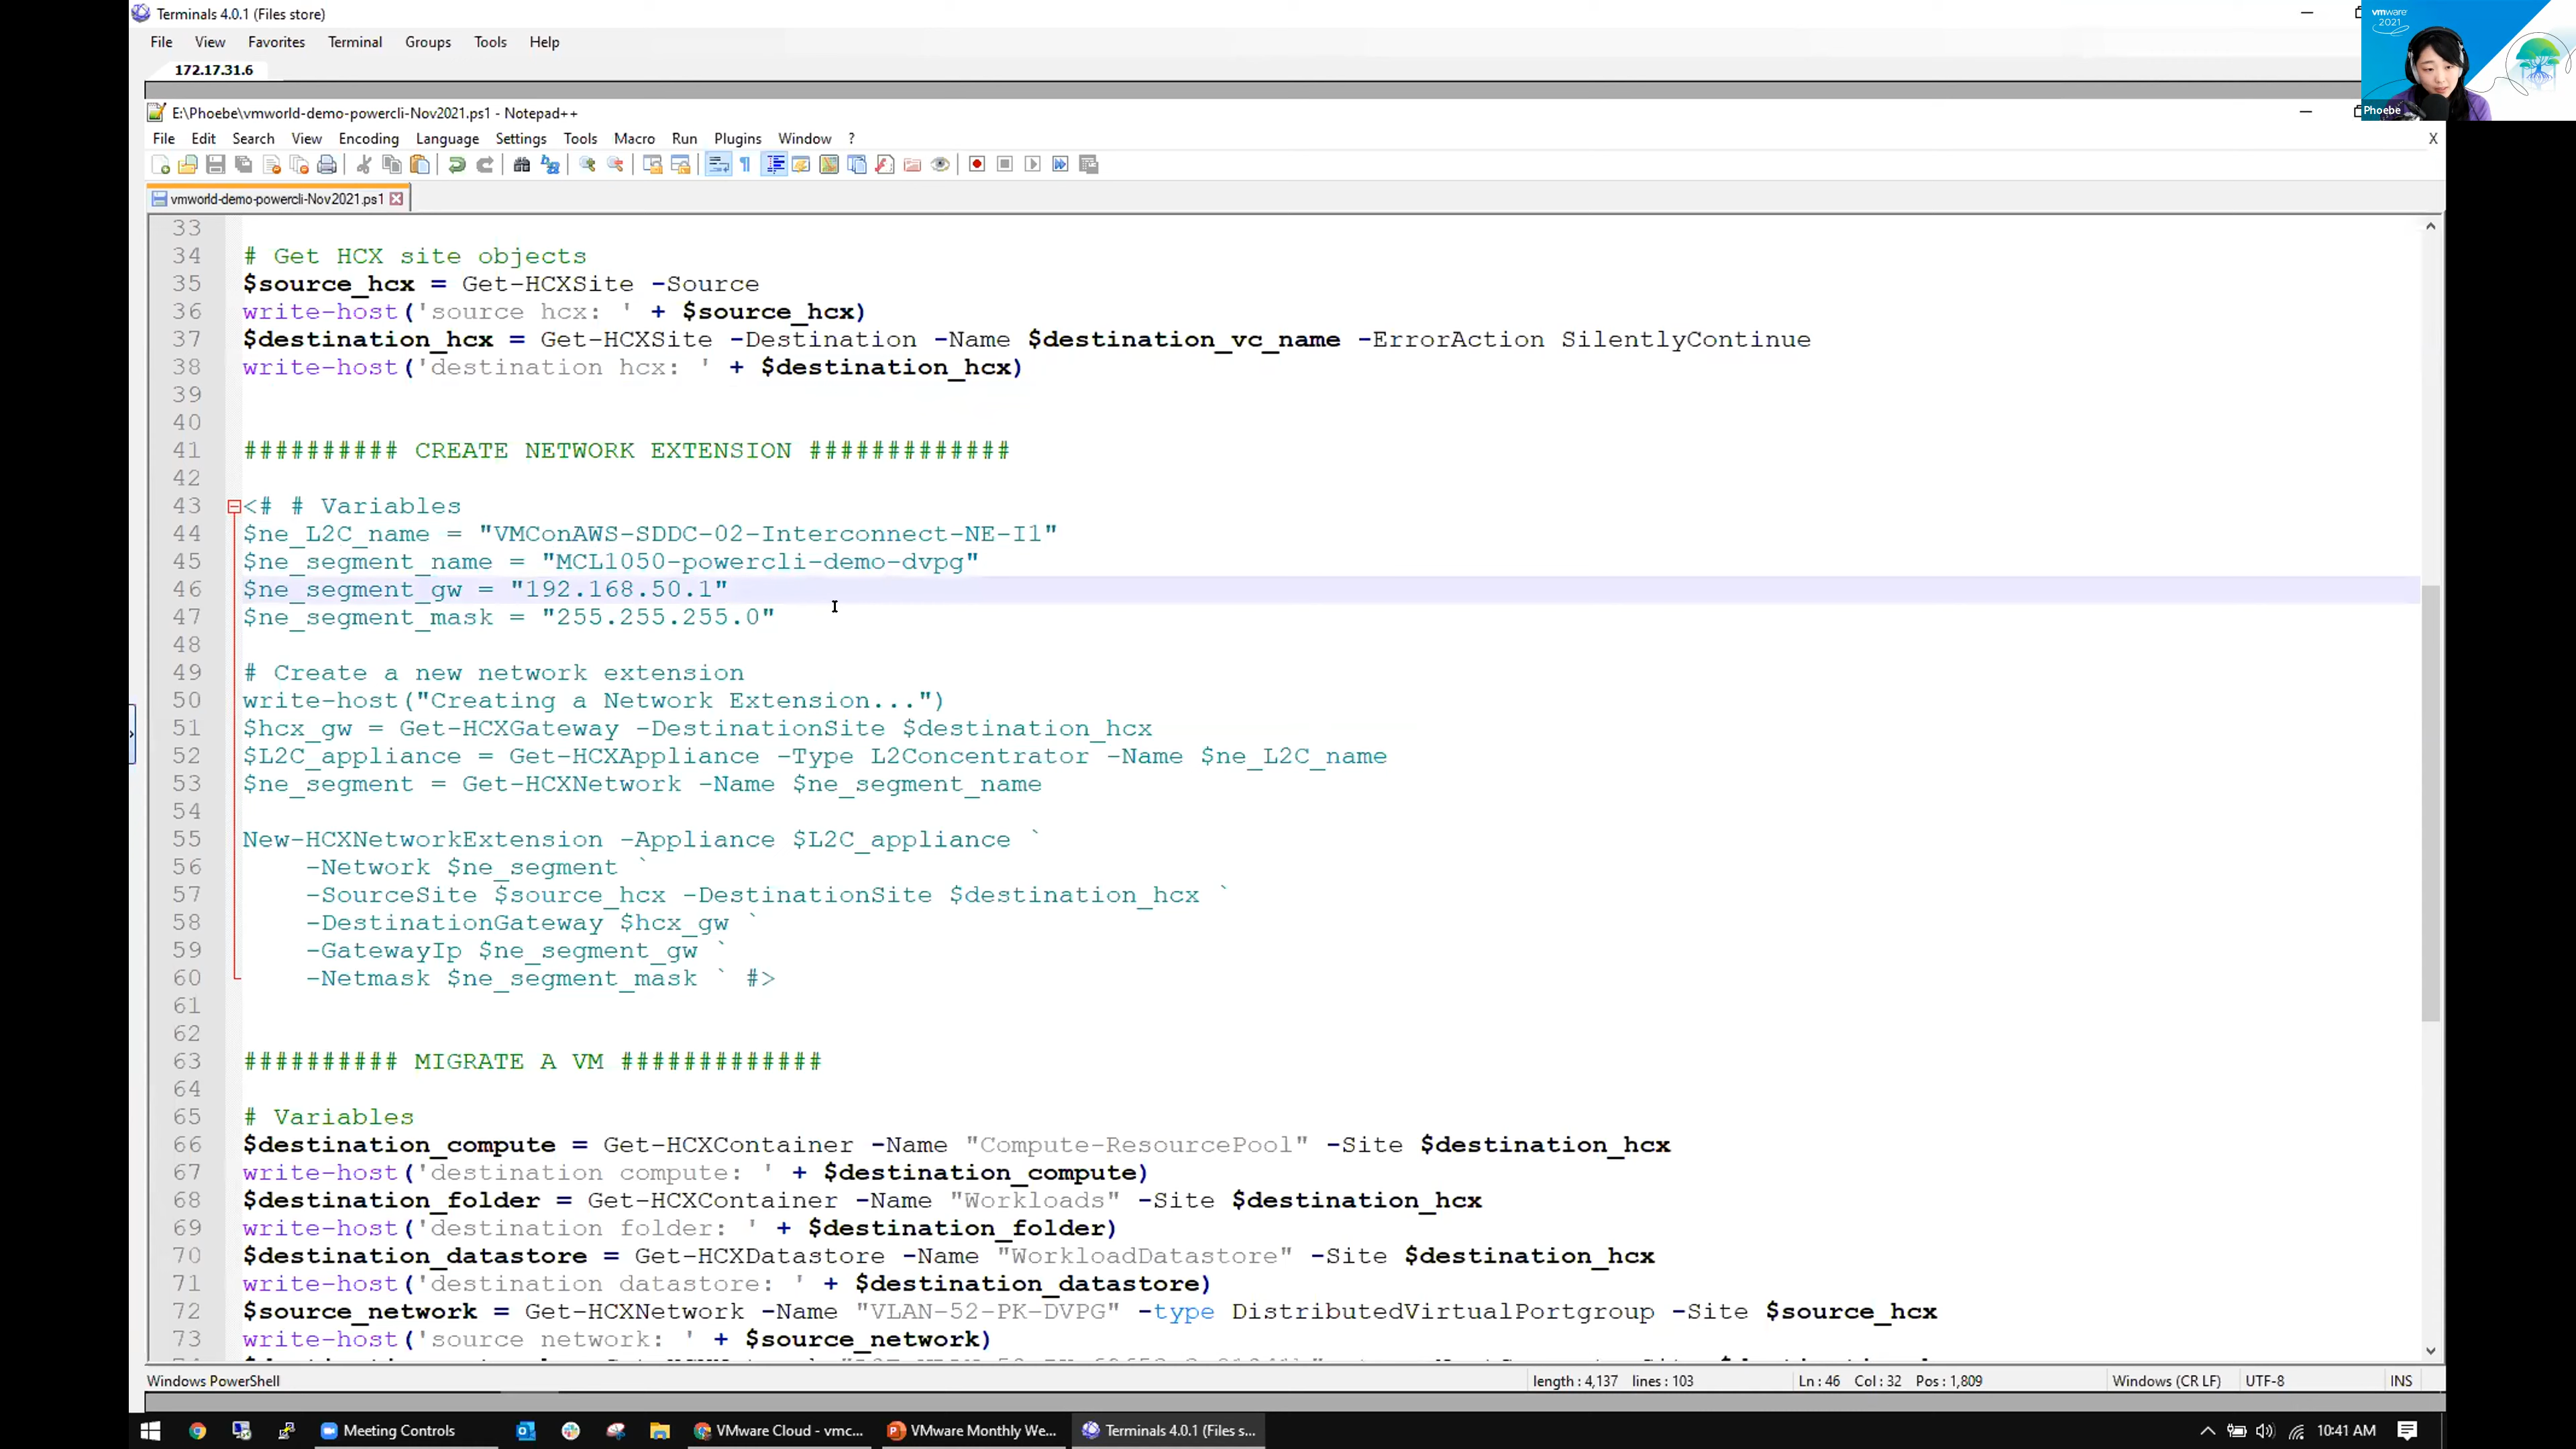 Terminals 4.0.1 (Files store)
File View Favorites Terminal Groups Tools Help
172.17.31.6
vmware
2021
Phoebe
E:\Phoebe\vmworld-demo-powercli-Nov2021.ps1 - Notepad++
File Edit Search View Encoding Language Settings Tools Macro Run Plugins Window ?
X
vmworld-demo-powercli-Nov2021.ps1
33
34 # Get HCX site objects
35 $source_hcx = Get-HCXSite -Source
36 write-host('source hcx: ' + $source_hcx)
37 $destination_hcx = Get-HCXSite -Destination -Name $destination_vc_name -ErrorAction SilentlyContinue
38 write-host('destination hcx: ' + $destination_hcx)
39
40
41 ########## CREATE NETWORK EXTENSION #############
42
43 <# # Variables
44 $ne_L2C_name = "VMConAWS-SDDC-02-Interconnect-NE-I1"
45 $ne_segment_name = "MCL1050-powercli-demo-dvpg"
46 $ne_segment_gw = "192.168.50.1"
47 $ne_segment_mask = "255.255.255.0"
48
49 # Create a new network extension
50 write-host("Creating a Network Extension...")
51 $hcx_gw = Get-HCXGateway -DestinationSite $destination_hcx
52 $L2C_appliance = Get-HCXAppliance -Type L2Concentrator -Name $ne_L2C_name
53 $ne_segment = Get-HCXNetwork -Name $ne_segment_name
54
55 New-HCXNetworkExtension -Appliance $L2C_appliance `
56 -Network $ne_segment `
57 -SourceSite $source_hcx -DestinationSite $destination_hcx `
58 -DestinationGateway $hcx_gw `
59 -GatewayIp $ne_segment_gw `
60 -Netmask $ne_segment_mask ` #>
61
62
63 ########## MIGRATE A VM #############
64
65 # Variables
66 $destination_compute = Get-HCXContainer -Name "Compute-ResourcePool" -Site $destination_hcx
67 write-host('destination compute: ' + $destination_compute)
68 $destination_folder = Get-HCXContainer -Name "Workloads" -Site $destination_hcx
69 write-host('destination folder: ' + $destination_folder)
70 $destination_datastore = Get-HCXDatastore -Name "WorkloadDatastore" -Site $destination_hcx
71 write-host('destination datastore: ' + $destination_datastore)
72 $source_network = Get-HCXNetwork -Name "VLAN-52-PK-DVPG" -type DistributedVirtualPortgroup -Site $source_hcx
73 write-host('source network: ' + $source_network)
Windows PowerShell length : 4,137 lines : 103 Ln : 46 Col : 32 Pos : 1,809 Windows (CR LF) UTF-8 INS
Meeting Controls VMware Cloud - vmc... VMware Monthly We... Terminals 4.0.1 (Files s... 10:41 AM